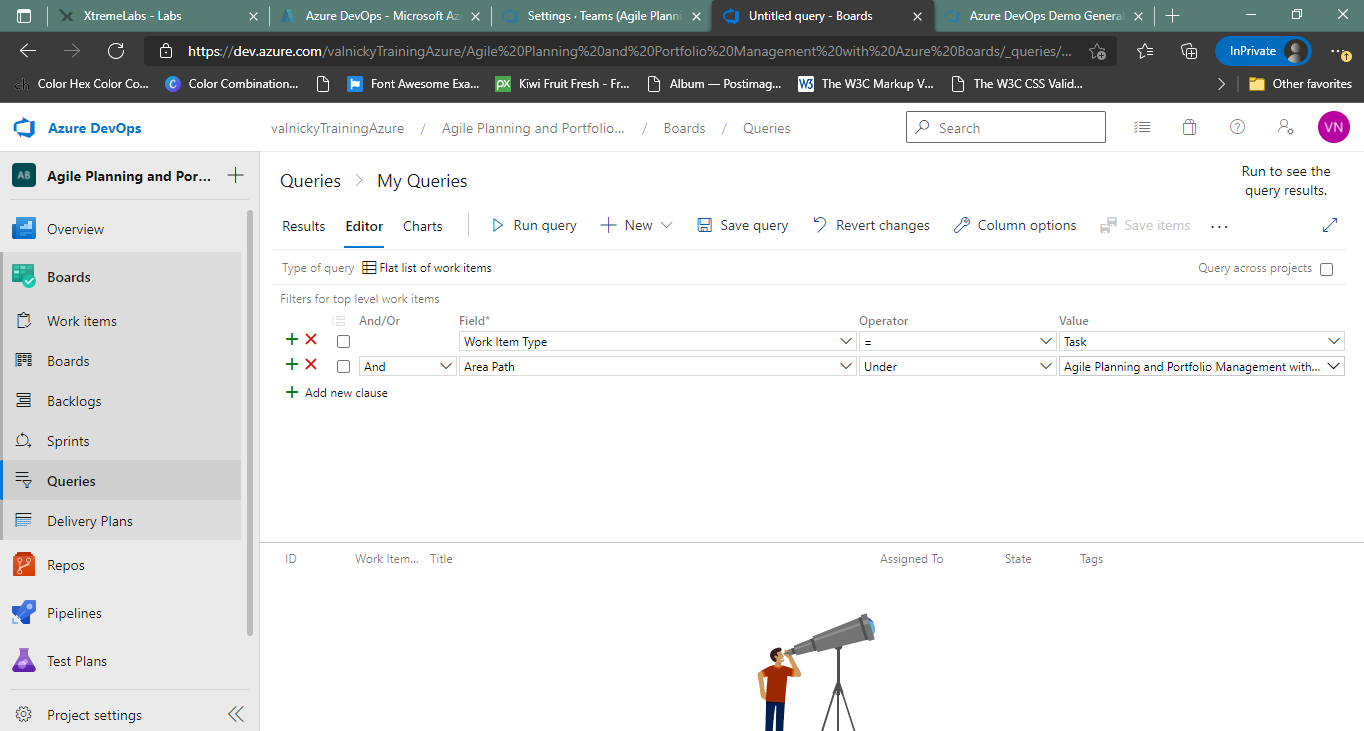 XtremeLabs - Labs
Azure DevOps - Microsoft Az
Settings · Teams (Agile Planni
Untitled query - Boards
Azure DevOps Demo Generat
https://dev.azure.com/valnickyTrainingAzure/Agile%20Planning%20and%20Portfolio%20Management%20with%20Azure%20Boards/_queries/...
InPrivate
Color Hex Color Co...
Color Combination...
Font Awesome Exa...
px
Kiwi Fruit Fresh - Fr...
Album — Postimag...
W3
The W3C Markup V...
The W3C CSS Valid...
Other favorites
Azure DevOps
valnickyTrainingAzure / Agile Planning and Portfolio... / Boards / Queries
Search
VN
AB
Agile Planning and Por...
Overview
Boards
Work items
Boards
Backlogs
Sprints
Queries
Delivery Plans
Repos
Pipelines
Test Plans
Project settings
Queries > My Queries
Run to see the
query results.
Results Editor Charts
Run query
New
Save query
Revert changes
Column options
Save items
...
Type of query
Flat list of work items
Query across projects
Filters for top level work items
And/Or Field* Operator Value
Work Item Type = Task
And Area Path Under Agile Planning and Portfolio Management with...
Add new clause
ID Work Item... Title Assigned To State Tags